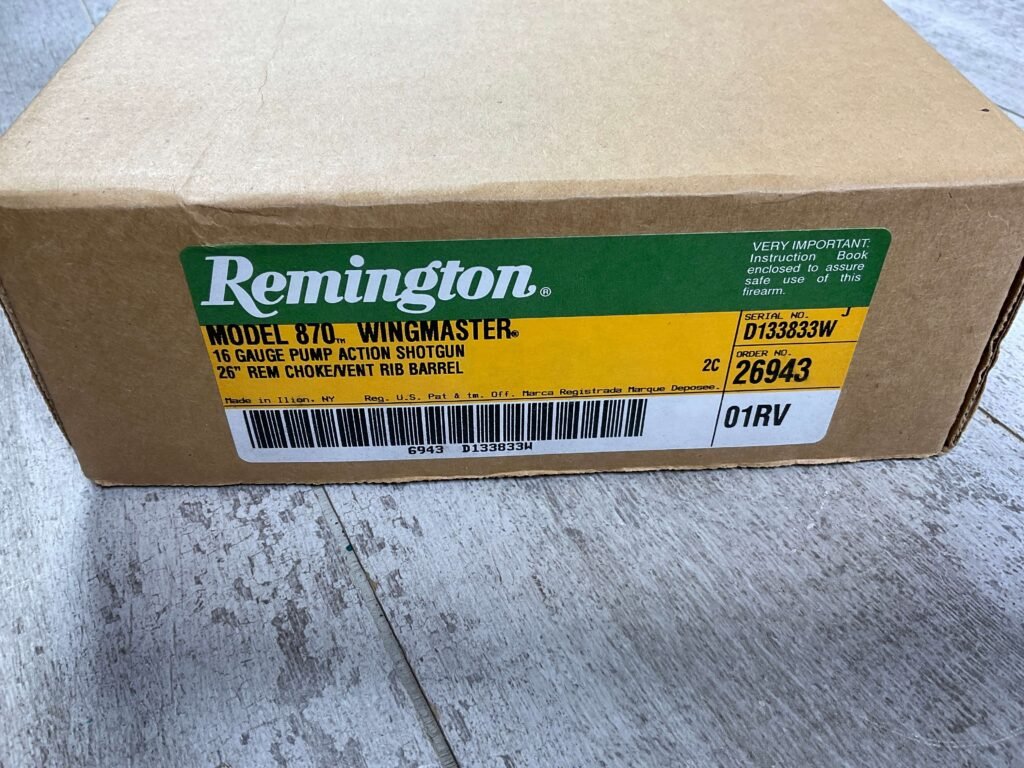 Remington®
VERY IMPORTANT:
Instruction Book
enclosed to assure
safe use of this
firearm.
MODEL 870™ WINGMASTER®
16 GAUGE PUMP ACTION SHOTGUN
26" REM CHOKE/VENT RIB BARREL
2C
Made in Ilion, NY Reg. U.S. Pat & tm. Off. Marca Registrada Marque Deposee.
SERIAL NO. J
D133833W
ORDER NO.
26943
01RV
6943 D133833W